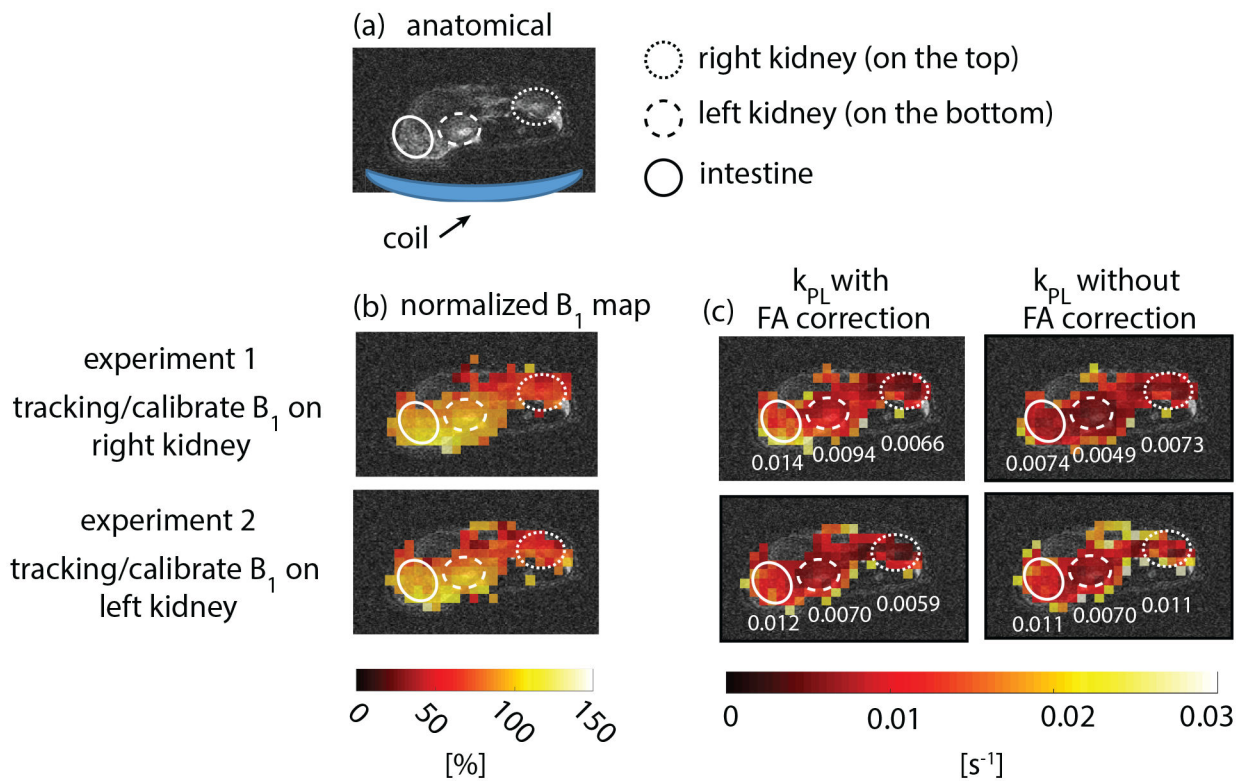 (a) anatomical
right kidney (on the top)
left kidney (on the bottom)
intestine
coil
(b) normalized B₁ map
(c)
k_PL with
FA correction
k_PL without
FA correction
experiment 1
tracking/calibrate B₁ on
right kidney
0.014 0.0094 0.0066
0.0074 0.0049 0.0073
experiment 2
tracking/calibrate B₁ on
left kidney
0.012 0.0070 0.0059
0.011 0.0070 0.011
0 50 100 150
[%]
0 0.01 0.02 0.03
[s⁻¹]